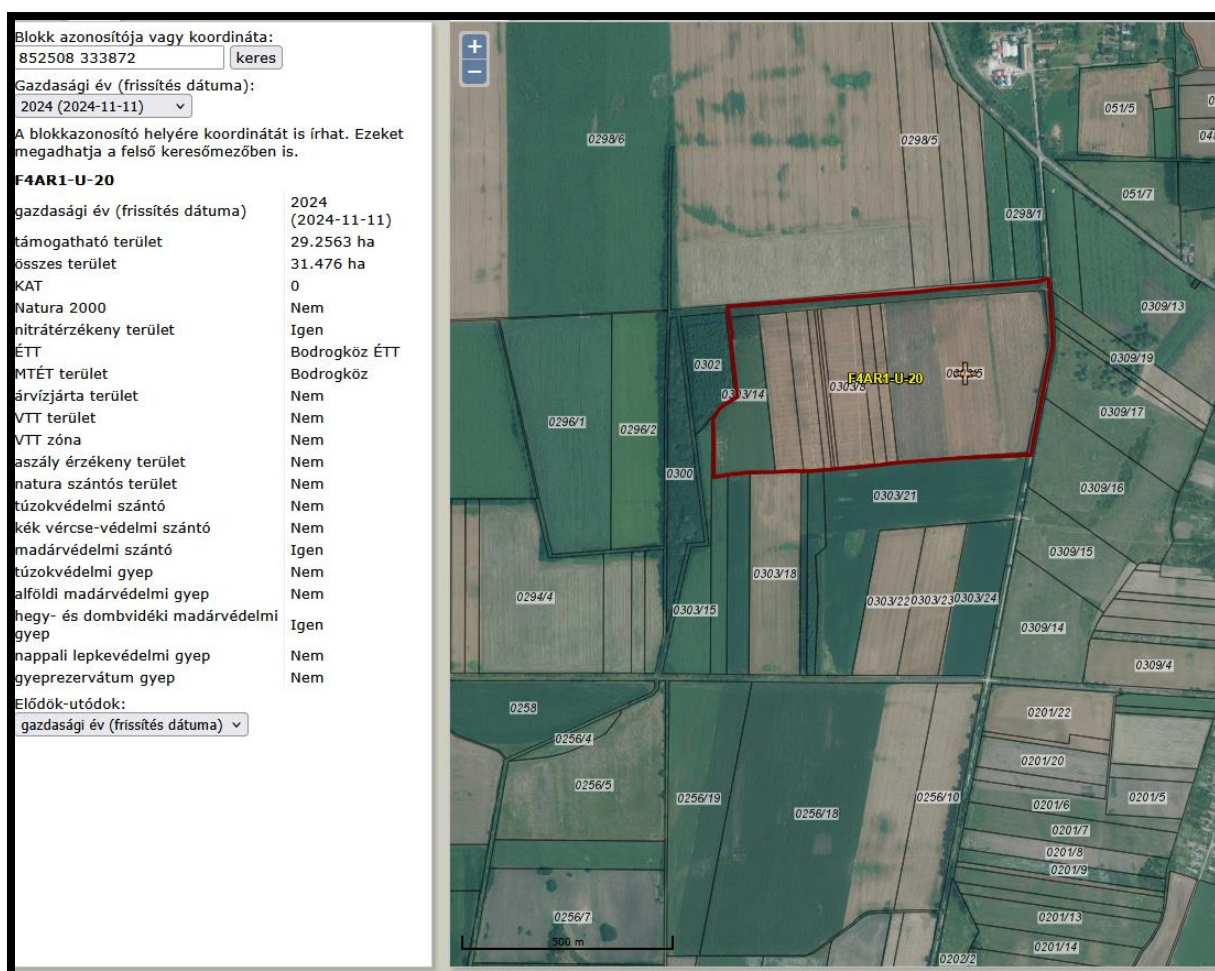 Blokk azonosítója vagy koordináta:
852508 333872 keres
Gazdasági év (frissítés dátuma):
2024 (2024-11-11)
A blokkazonosító helyére koordinátát is írhat. Ezeket
megadhatja a felső keresőmezőben is.
F4AR1-U-20
gazdasági év (frissítés dátuma) 2024
(2024-11-11)
támogatható terület 29.2563 ha
összes terület 31.476 ha
KAT 0
Natura 2000 Nem
nitrátérzékeny terület Igen
ÉTT Bodrogköz ÉTT
MTÉT terület Bodrogköz
árvízjárta terület Nem
VTT terület Nem
VTT zóna Nem
aszály érzékeny terület Nem
natura szántós terület Nem
túzokvédelmi szántó Nem
kék vércse-védelmi szántó Nem
madárvédelmi szántó Igen
túzokvédelmi gyep Nem
alföldi madárvédelmi gyep Nem
hegy- és dombvidéki madárvédelmi
gyep Igen
nappali lepkevédelmi gyep Nem
gyeprezervátum gyep Nem
Elődök-utódok:
gazdasági év (frissítés dátuma)
+
−
051/5
0298/6
0298/5
051/7
0298/1
0309/13
0309/19
0302
F4AR1-U-20
0303/8
0303/14
0309/17
0296/1
0296/2
0300
0309/16
0303/21
0309/15
0303/18
0294/4
0303/22
0303/23
0303/24
0303/15
0309/14
0309/4
0258
0201/22
0256/4
0201/20
0256/5
0256/19
0256/18
0256/10
0201/6
0201/5
0201/7
0201/8
0201/9
0256/7
0201/13
500 m
0201/14
0202/2